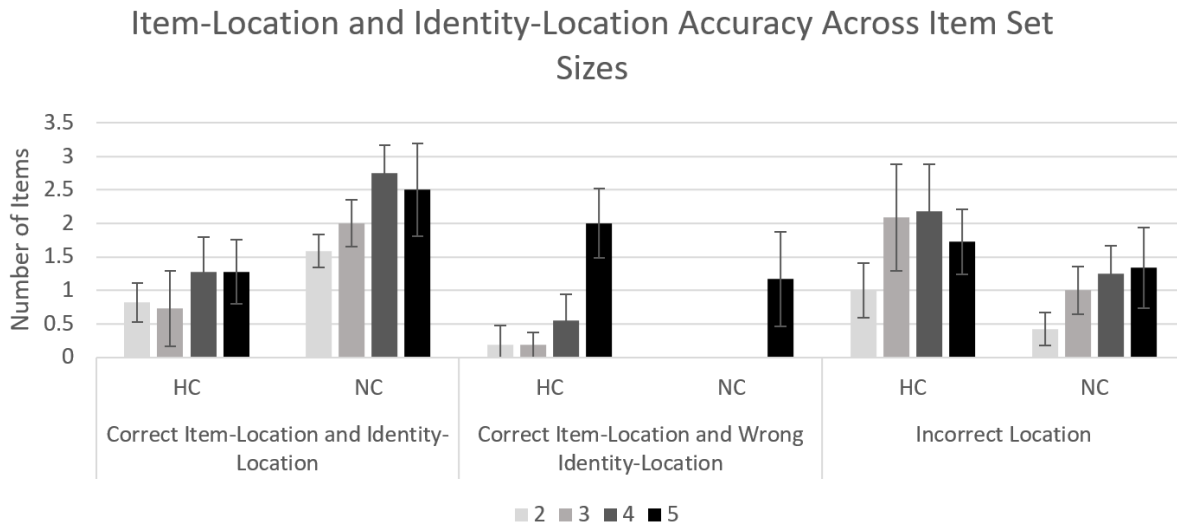 Item-Location and Identity-Location Accuracy Across Item Set
Sizes
Number of Items
3.5
3
2.5
2
1.5
1
0.5
0
HC NC HC NC HC NC
Correct Item-Location and Identity-
Location
Correct Item-Location and Wrong
Identity-Location
Incorrect Location
2 3 4 5